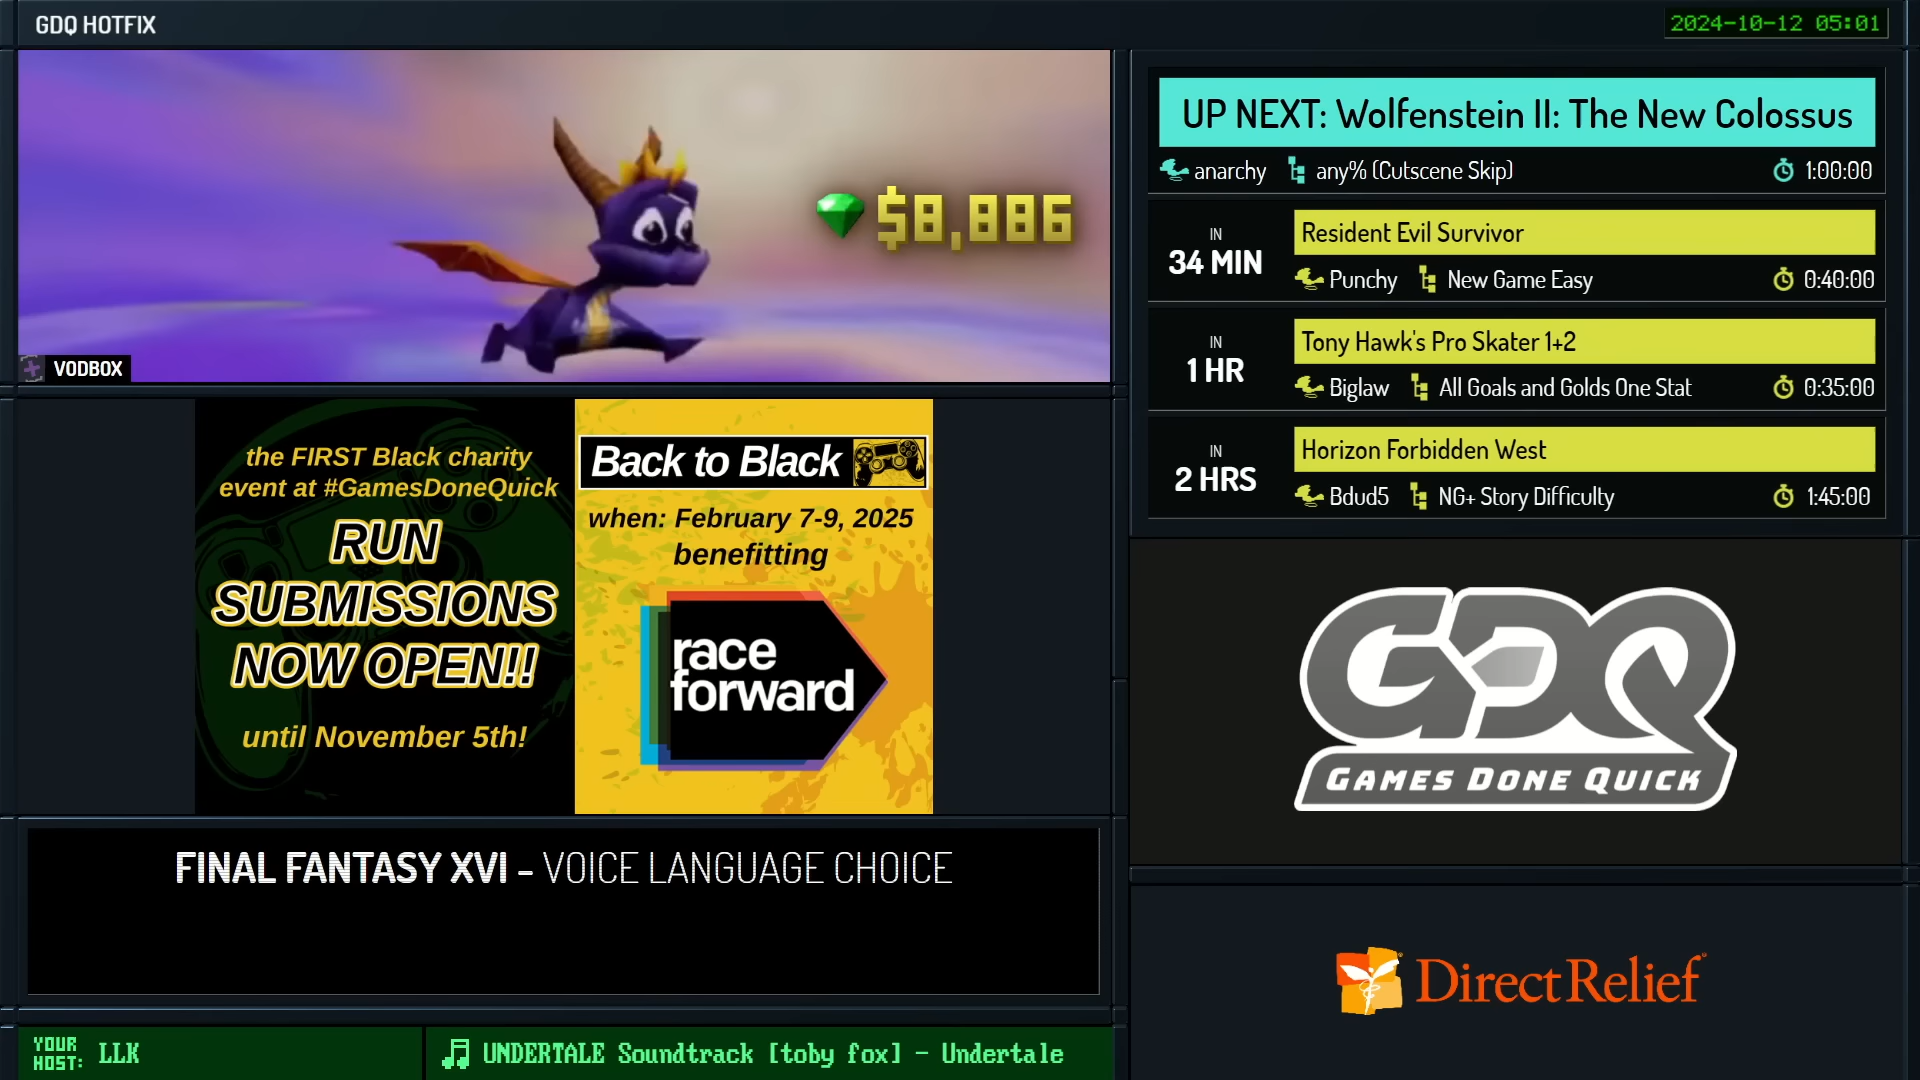 GDQ HOTFIX
2024-10-12 05:01
$8,886
VODBOX
UP NEXT: Wolfenstein II: The New Colossus
anarchy any% (Cutscene Skip) 1:00:00
IN
34 MIN
Resident Evil Survivor
Punchy New Game Easy 0:40:00
IN
1 HR
Tony Hawk's Pro Skater 1+2
Biglaw All Goals and Golds One Stat 0:35:00
IN
2 HRS
Horizon Forbidden West
Bdud5 NG+ Story Difficulty 1:45:00
the FIRST Black charity
event at #GamesDoneQuick
RUN
SUBMISSIONS
NOW OPEN!!
until November 5th!
Back to Black
when: February 7-9, 2025
benefitting
race
forward
GDQ
GAMES DONE QUICK
FINAL FANTASY XVI - VOICE LANGUAGE CHOICE
DirectRelief
YOUR
HOST: LLK
UNDERTALE Soundtrack [toby fox] - Undertale